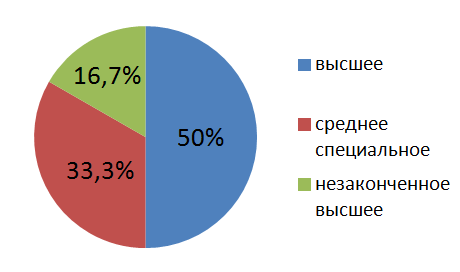 16,7%
50%
33,3%
высшее
среднее
специальное
незаконченное
высшее